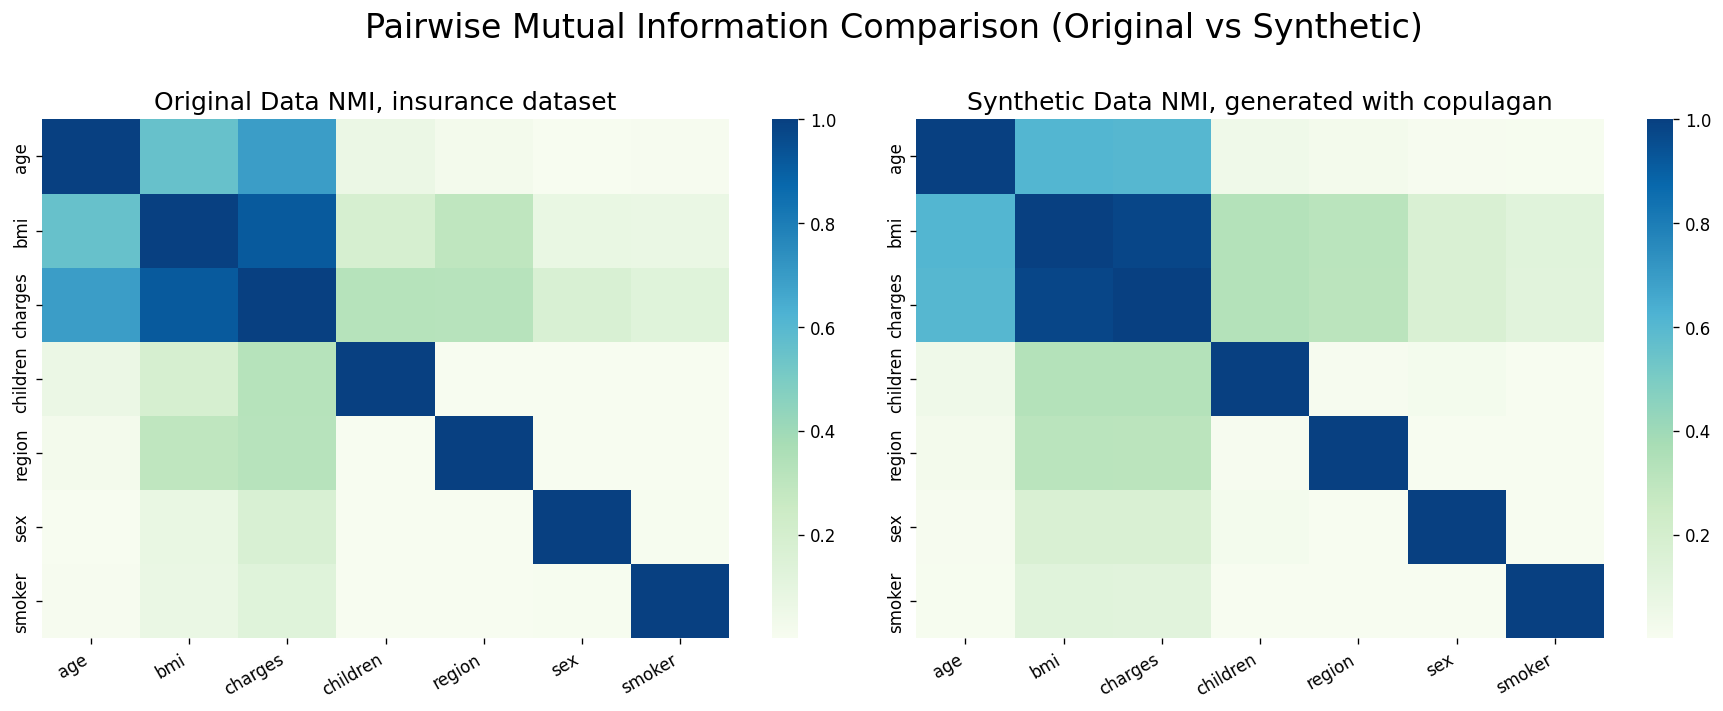 Pairwise Mutual Information Comparison (Original vs Synthetic)
Original Data NMI, insurance dataset
age
bmi
charges
children
region
sex
smoker
age
bmi
charges
children
region
sex
smoker
1.0
0.8
0.6
0.4
0.2
Synthetic Data NMI, generated with copulagan
age
bmi
charges
children
region
sex
smoker
age
bmi
charges
children
region
sex
smoker
1.0
0.8
0.6
0.4
0.2